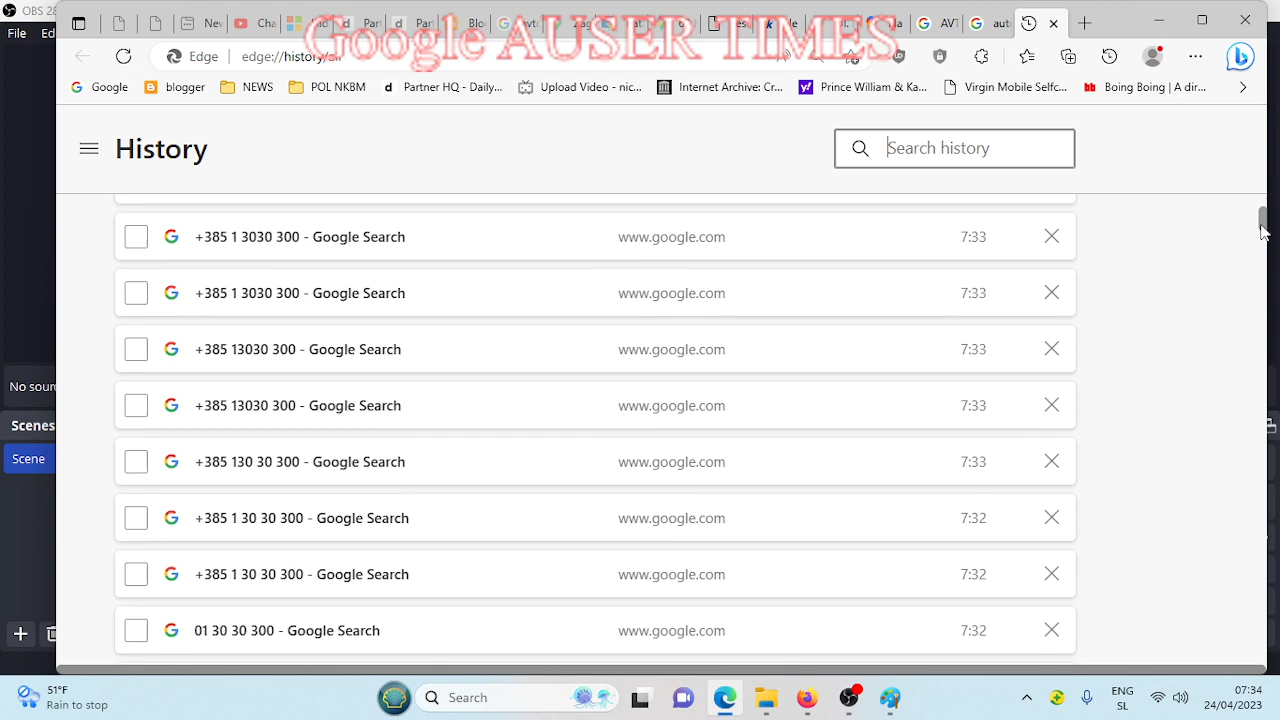 OBS 28
File
Google AUSER TIMES
Edge
edge://history/all
Google
blogger
NEWS
POL NKBM
Partner HQ - Daily...
Upload Video - nic...
Internet Archive: Cr...
Prince William & Ka...
Virgin Mobile Selfc...
Boing Boing | A dir...
History
Search history
+385 1 3030 300 - Google Search www.google.com 7:33
+385 1 3030 300 - Google Search www.google.com 7:33
+385 13030 300 - Google Search www.google.com 7:33
+385 13030 300 - Google Search www.google.com 7:33
+385 130 30 300 - Google Search www.google.com 7:33
+385 1 30 30 300 - Google Search www.google.com 7:32
+385 1 30 30 300 - Google Search www.google.com 7:32
01 30 30 300 - Google Search www.google.com 7:32
No sour
Scenes
Scene
51°F
Rain to stop
Search
ENG
SL
07:34
24/04/2023